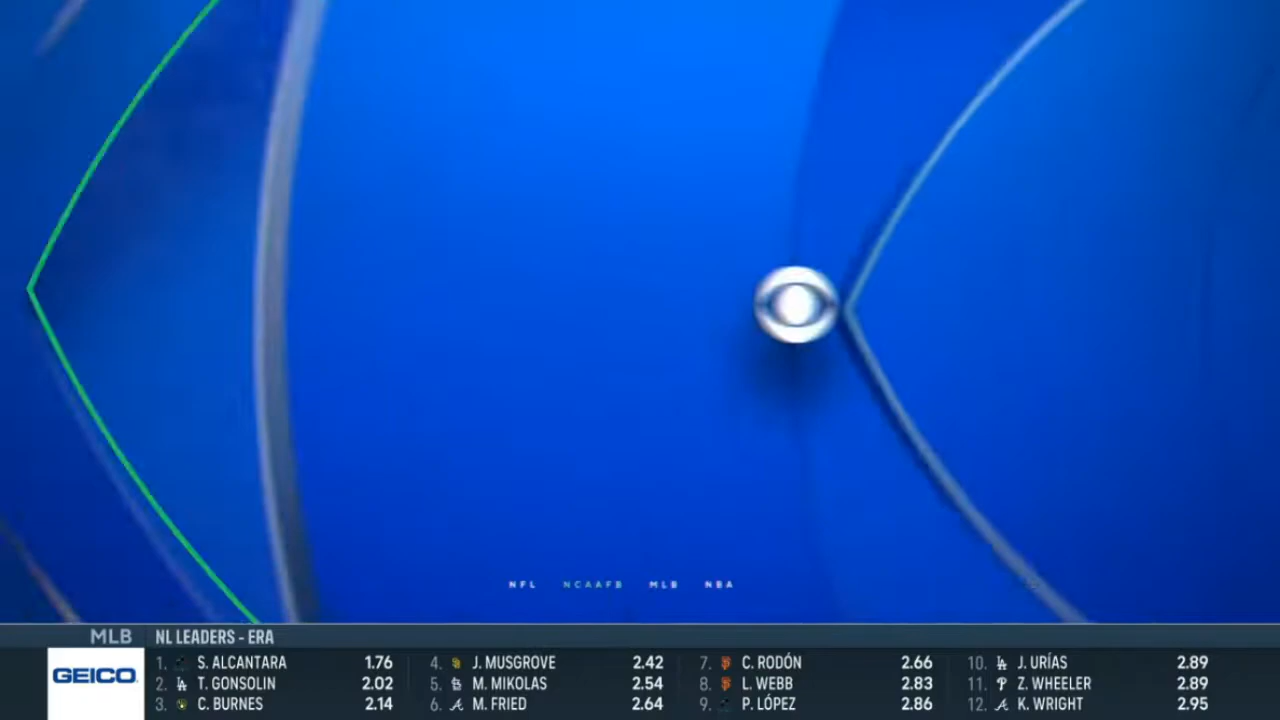 NFL NCAAFB MLB NBA
MLB NL LEADERS - ERA
GEICO
1. S. ALCANTARA 1.76
2. T. GONSOLIN 2.02
3. C. BURNES 2.14
4. J. MUSGROVE 2.42
5. M. MIKOLAS 2.54
6. M. FRIED 2.64
7. C. RODÓN 2.66
8. L. WEBB 2.83
9. P. LÓPEZ 2.86
10. J. URÍAS 2.89
11. Z. WHEELER 2.89
12. K. WRIGHT 2.95